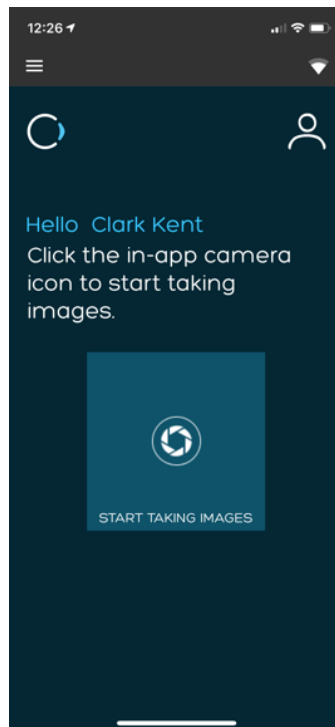 12:26
Hello Clark Kent
Click the in-app camera
icon to start taking
images.
START TAKING IMAGES